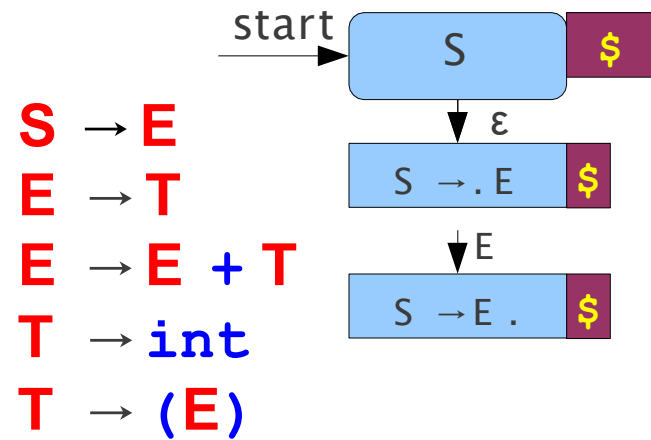 start
S $
ε
S → . E $
E
S → E . $
S → E
E → T
E → E + T
T → int
T → (E)